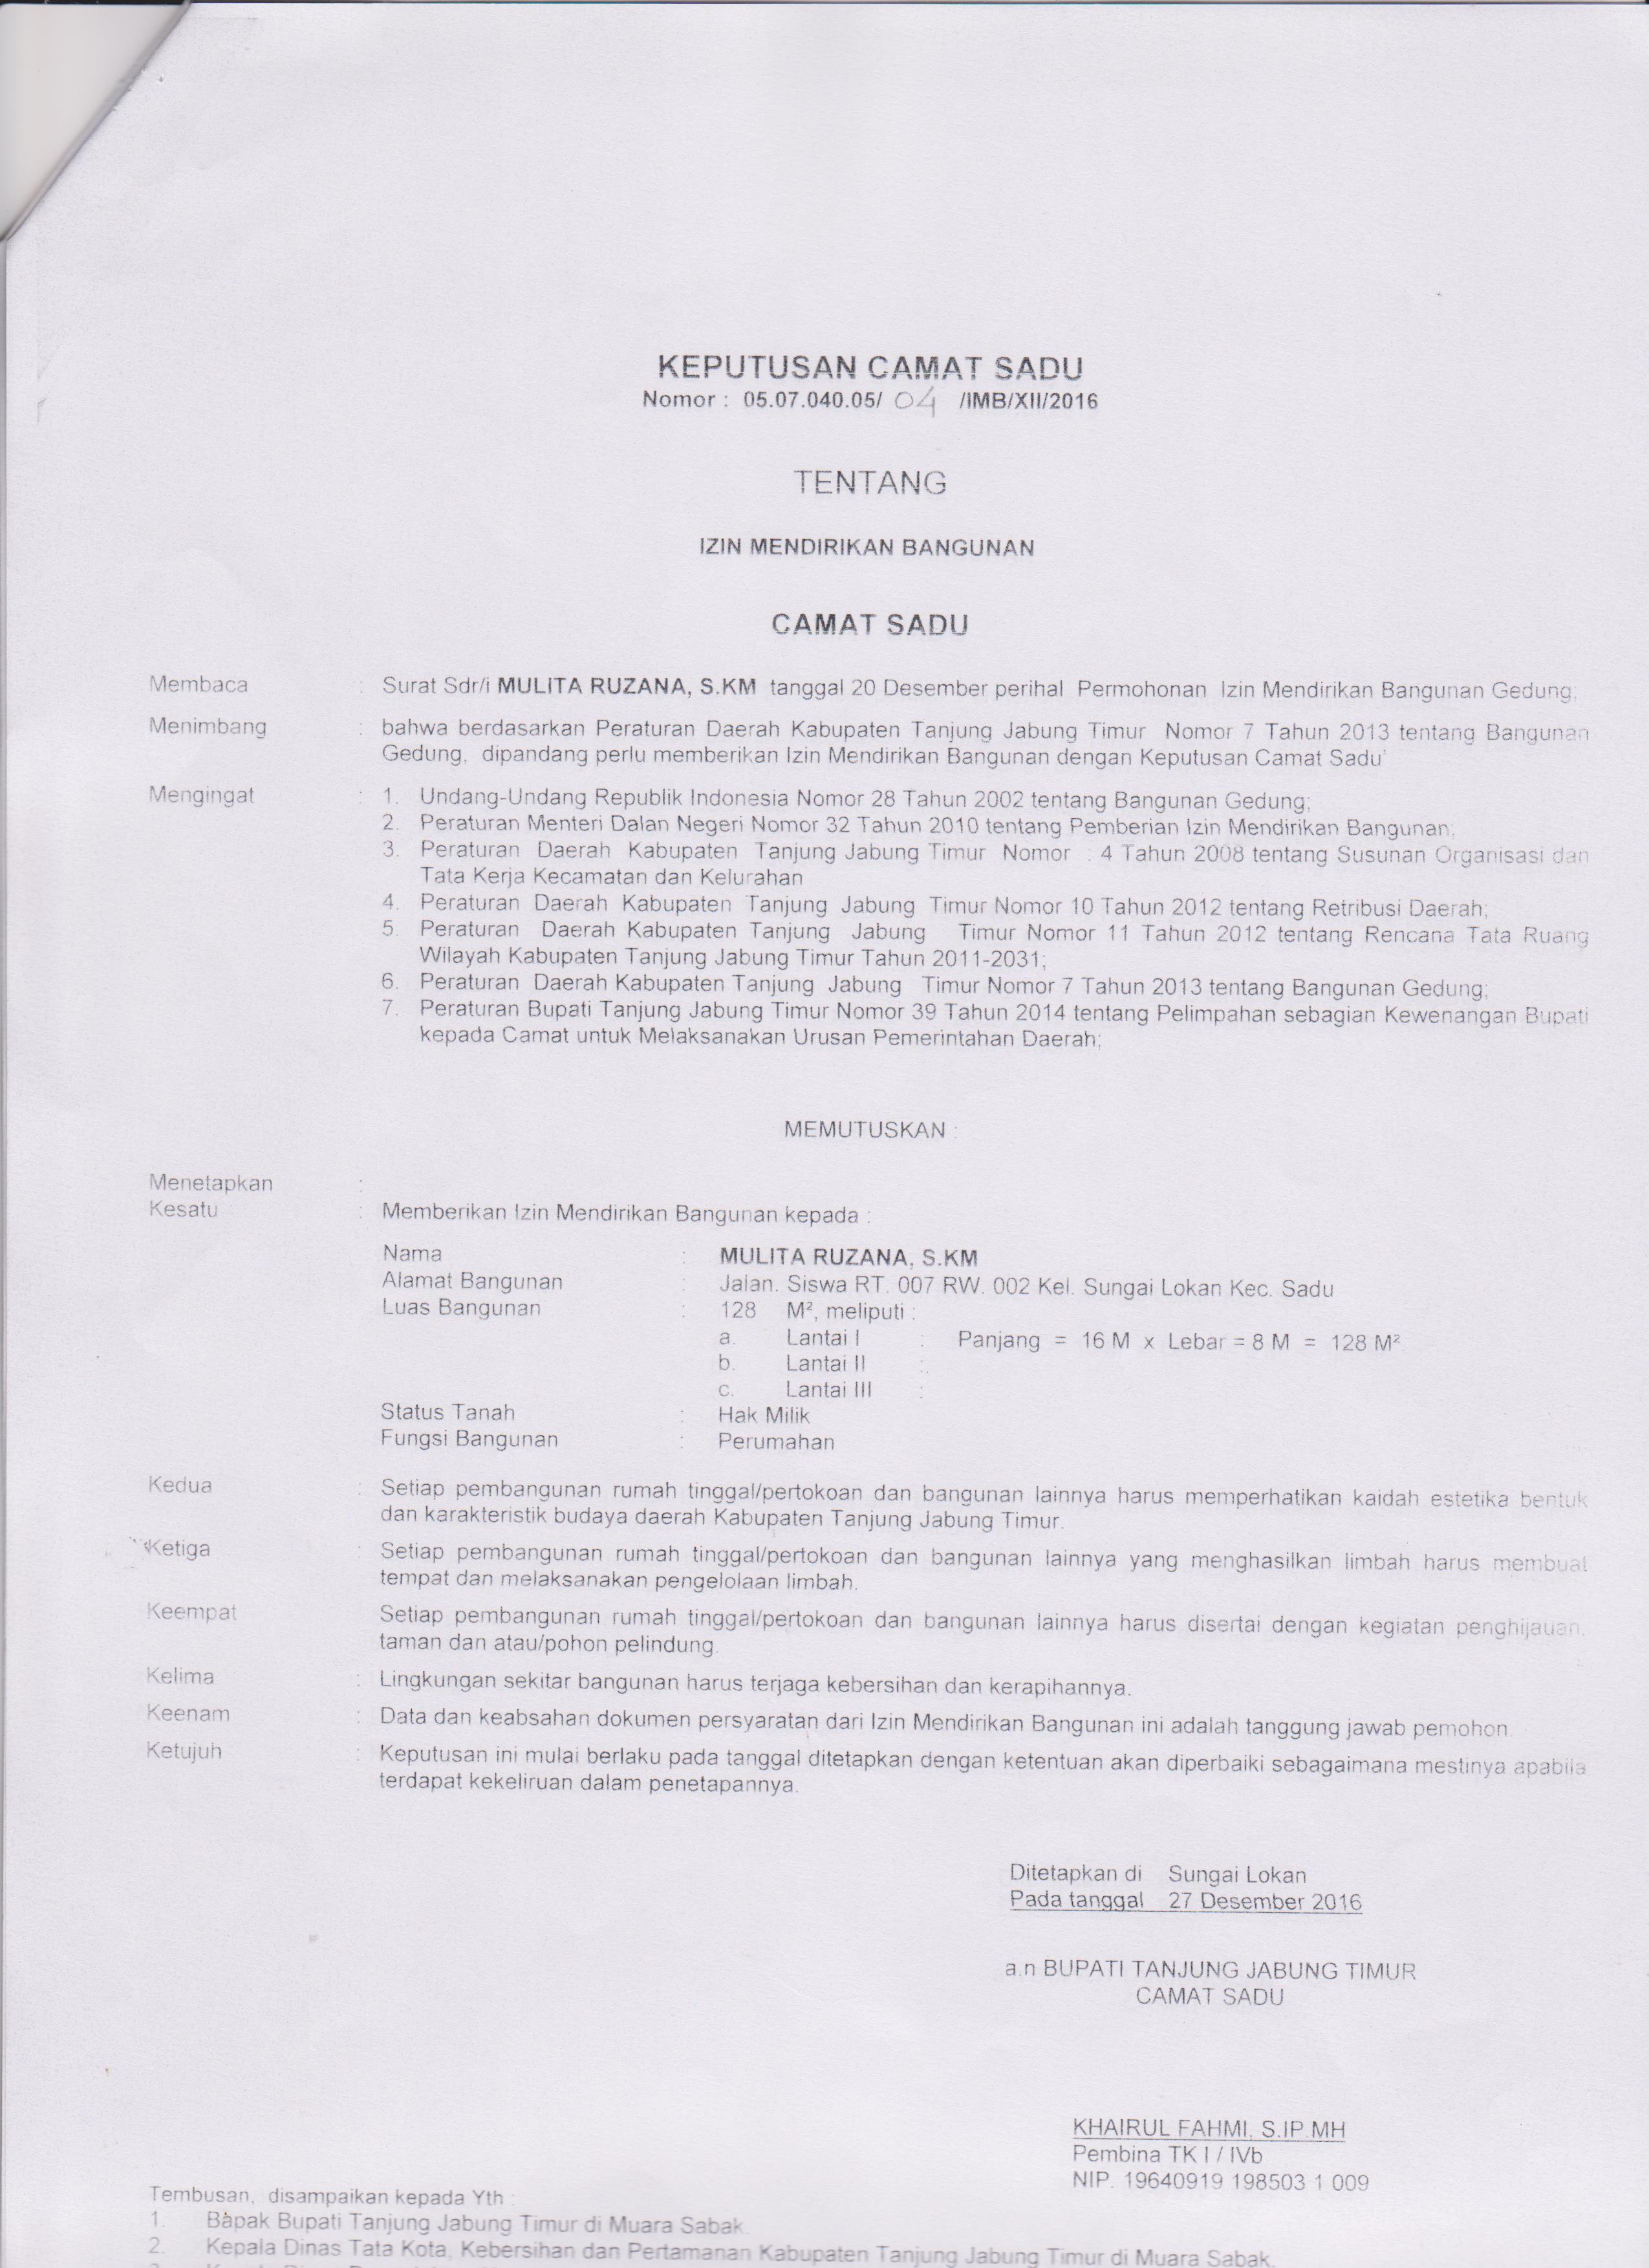 KEPUTUSAN CAMAT SADU
Nomor : 05.07.040.05/ 04 /IMB/XII/2016
TENTANG
IZIN MENDIRIKAN BANGUNAN
CAMAT SADU
Membaca : Surat Sdr/i MULITA RUZANA, S.KM tanggal 20 Desember perihal Permohonan Izin Mendirikan Bangunan Gedung;
Menimbang : bahwa berdasarkan Peraturan Daerah Kabupaten Tanjung Jabung Timur Nomor 7 Tahun 2013 tentang Bangunan
Gedung, dipandang perlu memberikan Izin Mendirikan Bangunan dengan Keputusan Camat Sadu'
Mengingat : 1. Undang-Undang Republik Indonesia Nomor 28 Tahun 2002 tentang Bangunan Gedung;
2. Peraturan Menteri Dalan Negeri Nomor 32 Tahun 2010 tentang Pemberian Izin Mendirikan Bangunan;
3. Peraturan Daerah Kabupaten Tanjung Jabung Timur Nomor : 4 Tahun 2008 tentang Susunan Organisasi dan
Tata Kerja Kecamatan dan Kelurahan
4. Peraturan Daerah Kabupaten Tanjung Jabung Timur Nomor 10 Tahun 2012 tentang Retribusi Daerah;
5. Peraturan Daerah Kabupaten Tanjung Jabung Timur Nomor 11 Tahun 2012 tentang Rencana Tata Ruang
Wilayah Kabupaten Tanjung Jabung Timur Tahun 2011-2031;
6. Peraturan Daerah Kabupaten Tanjung Jabung Timur Nomor 7 Tahun 2013 tentang Bangunan Gedung;
7. Peraturan Bupati Tanjung Jabung Timur Nomor 39 Tahun 2014 tentang Pelimpahan sebagian Kewenangan Bupati
kepada Camat untuk Melaksanakan Urusan Pemerintahan Daerah;
MEMUTUSKAN :
Menetapkan :
Kesatu : Memberikan Izin Mendirikan Bangunan kepada :
Nama : MULITA RUZANA, S.KM
Alamat Bangunan : Jalan. Siswa RT. 007 RW. 002 Kel. Sungai Lokan Kec. Sadu
Luas Bangunan : 128 M², meliputi :
a. Lantai I : Panjang = 16 M x Lebar = 8 M = 128 M²
b. Lantai II :
c. Lantai III :
Status Tanah : Hak Milik
Fungsi Bangunan : Perumahan
Kedua : Setiap pembangunan rumah tinggal/pertokoan dan bangunan lainnya harus memperhatikan kaidah estetika bentuk
dan karakteristik budaya daerah Kabupaten Tanjung Jabung Timur.
Ketiga : Setiap pembangunan rumah tinggal/pertokoan dan bangunan lainnya yang menghasilkan limbah harus membuat
tempat dan melaksanakan pengelolaan limbah.
Keempat Setiap pembangunan rumah tinggal/pertokoan dan bangunan lainnya harus disertai dengan kegiatan penghijauan,
taman dan atau/pohon pelindung.
Kelima : Lingkungan sekitar bangunan harus terjaga kebersihan dan kerapihannya.
Keenam : Data dan keabsahan dokumen persyaratan dari Izin Mendirikan Bangunan ini adalah tanggung jawab pemohon.
Ketujuh : Keputusan ini mulai berlaku pada tanggal ditetapkan dengan ketentuan akan diperbaiki sebagaimana mestinya apabila
terdapat kekeliruan dalam penetapannya.
Ditetapkan di Sungai Lokan
Pada tanggal 27 Desember 2016
a.n BUPATI TANJUNG JABUNG TIMUR
CAMAT SADU
KHAIRUL FAHMI, S.IP.MH
Pembina TK I / IVb
NIP. 19640919 198503 1 009
Tembusan, disampaikan kepada Yth :
1. Bapak Bupati Tanjung Jabung Timur di Muara Sabak.
2. Kepala Dinas Tata Kota, Kebersihan dan Pertamanan Kabupaten Tanjung Jabung Timur di Muara Sabak.